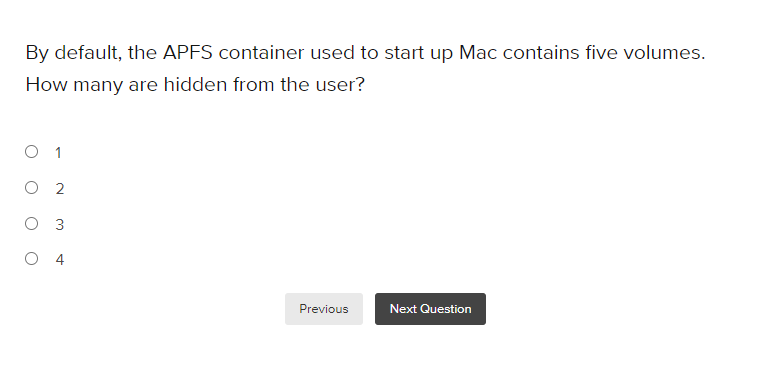 By default, the APFS container used to start up Mac contains five volumes.
How many are hidden from the user?
1
2
3
4
Previous
Next Question